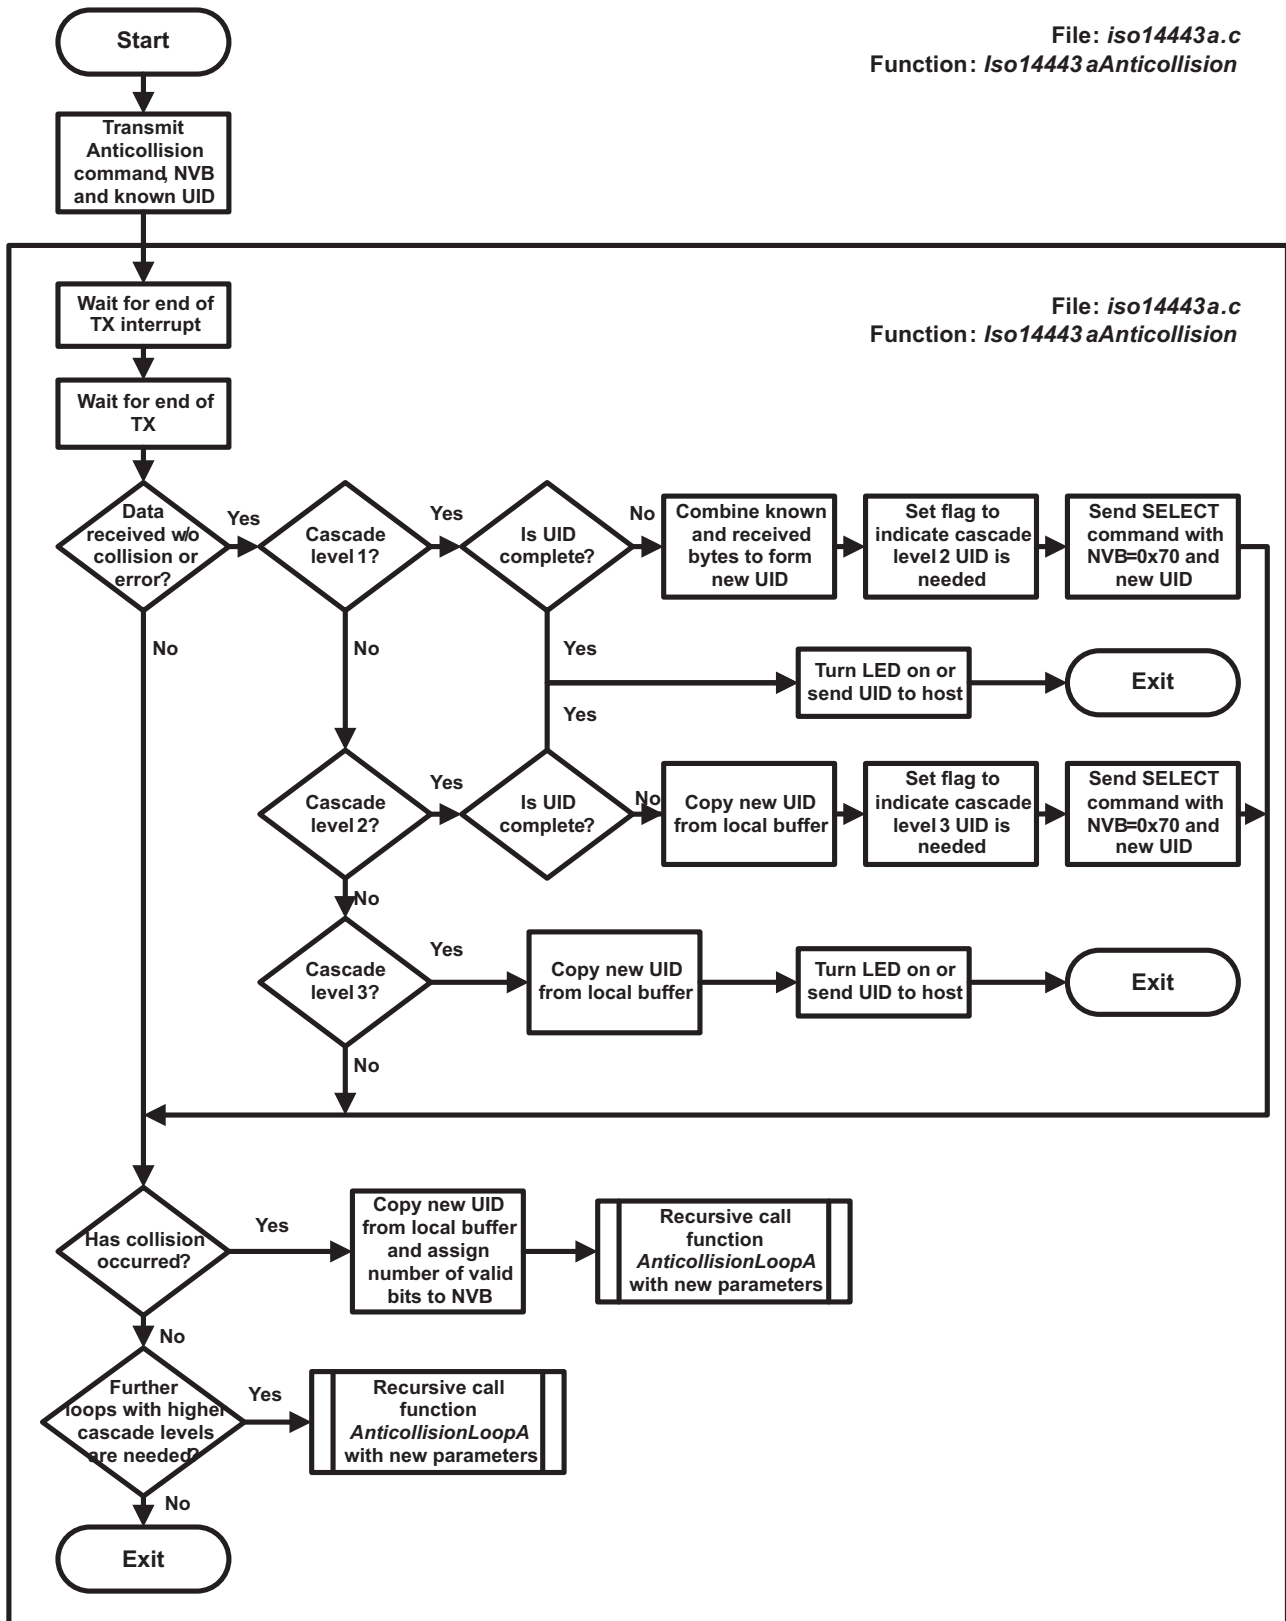 Start
File: iso14443a.c
Function: Iso14443 aAnticollision
Transmit
Anticollision
command, NVB
and known UID
Wait for end of
TX interrupt
File: iso14443a.c
Function: Iso14443 aAnticollision
Wait for end of
TX
Data
received w/o
collision or
error?
Yes
Cascade
level 1?
Yes
Is UID
complete?
No
Combine known
and received
bytes to form
new UID
Set flag to
indicate cascade
level 2 UID is
needed
Send SELECT
command with
NVB=0x70 and
new UID
No
No
Yes
Turn LED on or
send UID to host
Exit
Yes
Cascade
level 2?
Yes
Is UID
complete?
No
Copy new UID
from local buffer
Set flag to
indicate cascade
level 3 UID is
needed
Send SELECT
command with
NVB=0x70 and
new UID
No
Cascade
level 3?
Yes
Copy new UID
from local buffer
Turn LED on or
send UID to host
Exit
No
Has collision
occurred?
Yes
Copy new UID
from local buffer
and assign
number of valid
bits to NVB
Recursive call
function
AnticollisionLoopA
with new parameters
No
Further
loops with higher
cascade levels
are needed?
Yes
Recursive call
function
AnticollisionLoopA
with new parameters
No
Exit